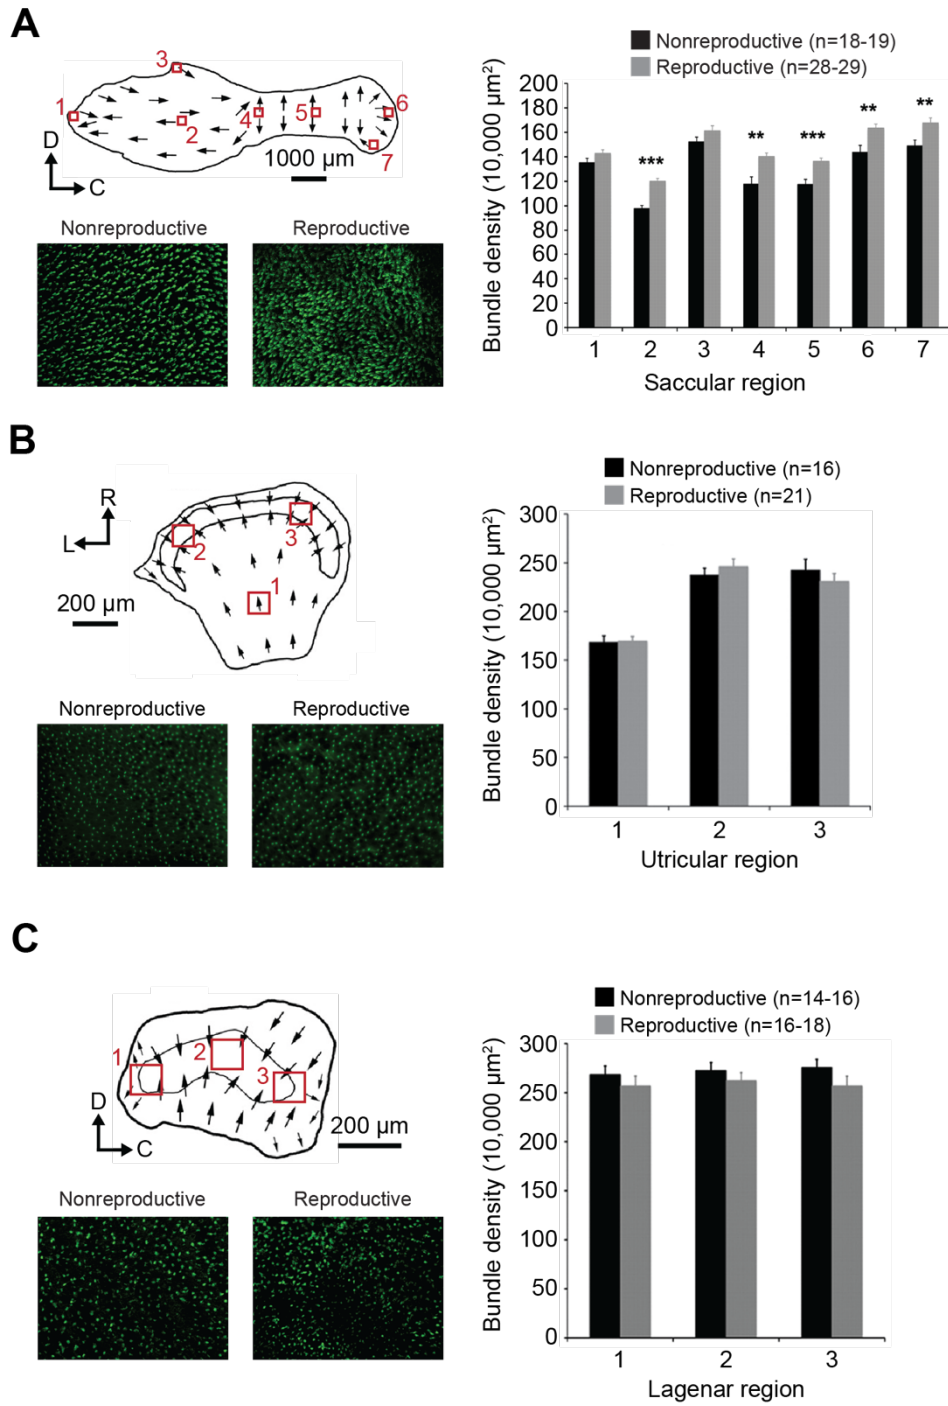 A
3
1
2
4
5
6
7
D
C
1000 µm
Nonreproductive
Reproductive
Nonreproductive (n=18-19)
Reproductive (n=28-29)
Bundle density (10,000 µm²)
200
180
160
140
120
100
80
60
40
20
0
***
**
***
**
**
1 2 3 4 5 6 7
Saccular region
B
R
L
2
3
1
200 µm
Nonreproductive
Reproductive
Nonreproductive (n=16)
Reproductive (n=21)
Bundle density (10,000 µm²)
300
250
200
150
100
50
0
1 2 3
Utricular region
C
1
2
3
D
C
200 µm
Nonreproductive
Reproductive
Nonreproductive (n=14-16)
Reproductive (n=16-18)
Bundle density (10,000 µm²)
300
250
200
150
100
50
0
1 2 3
Lagenar region